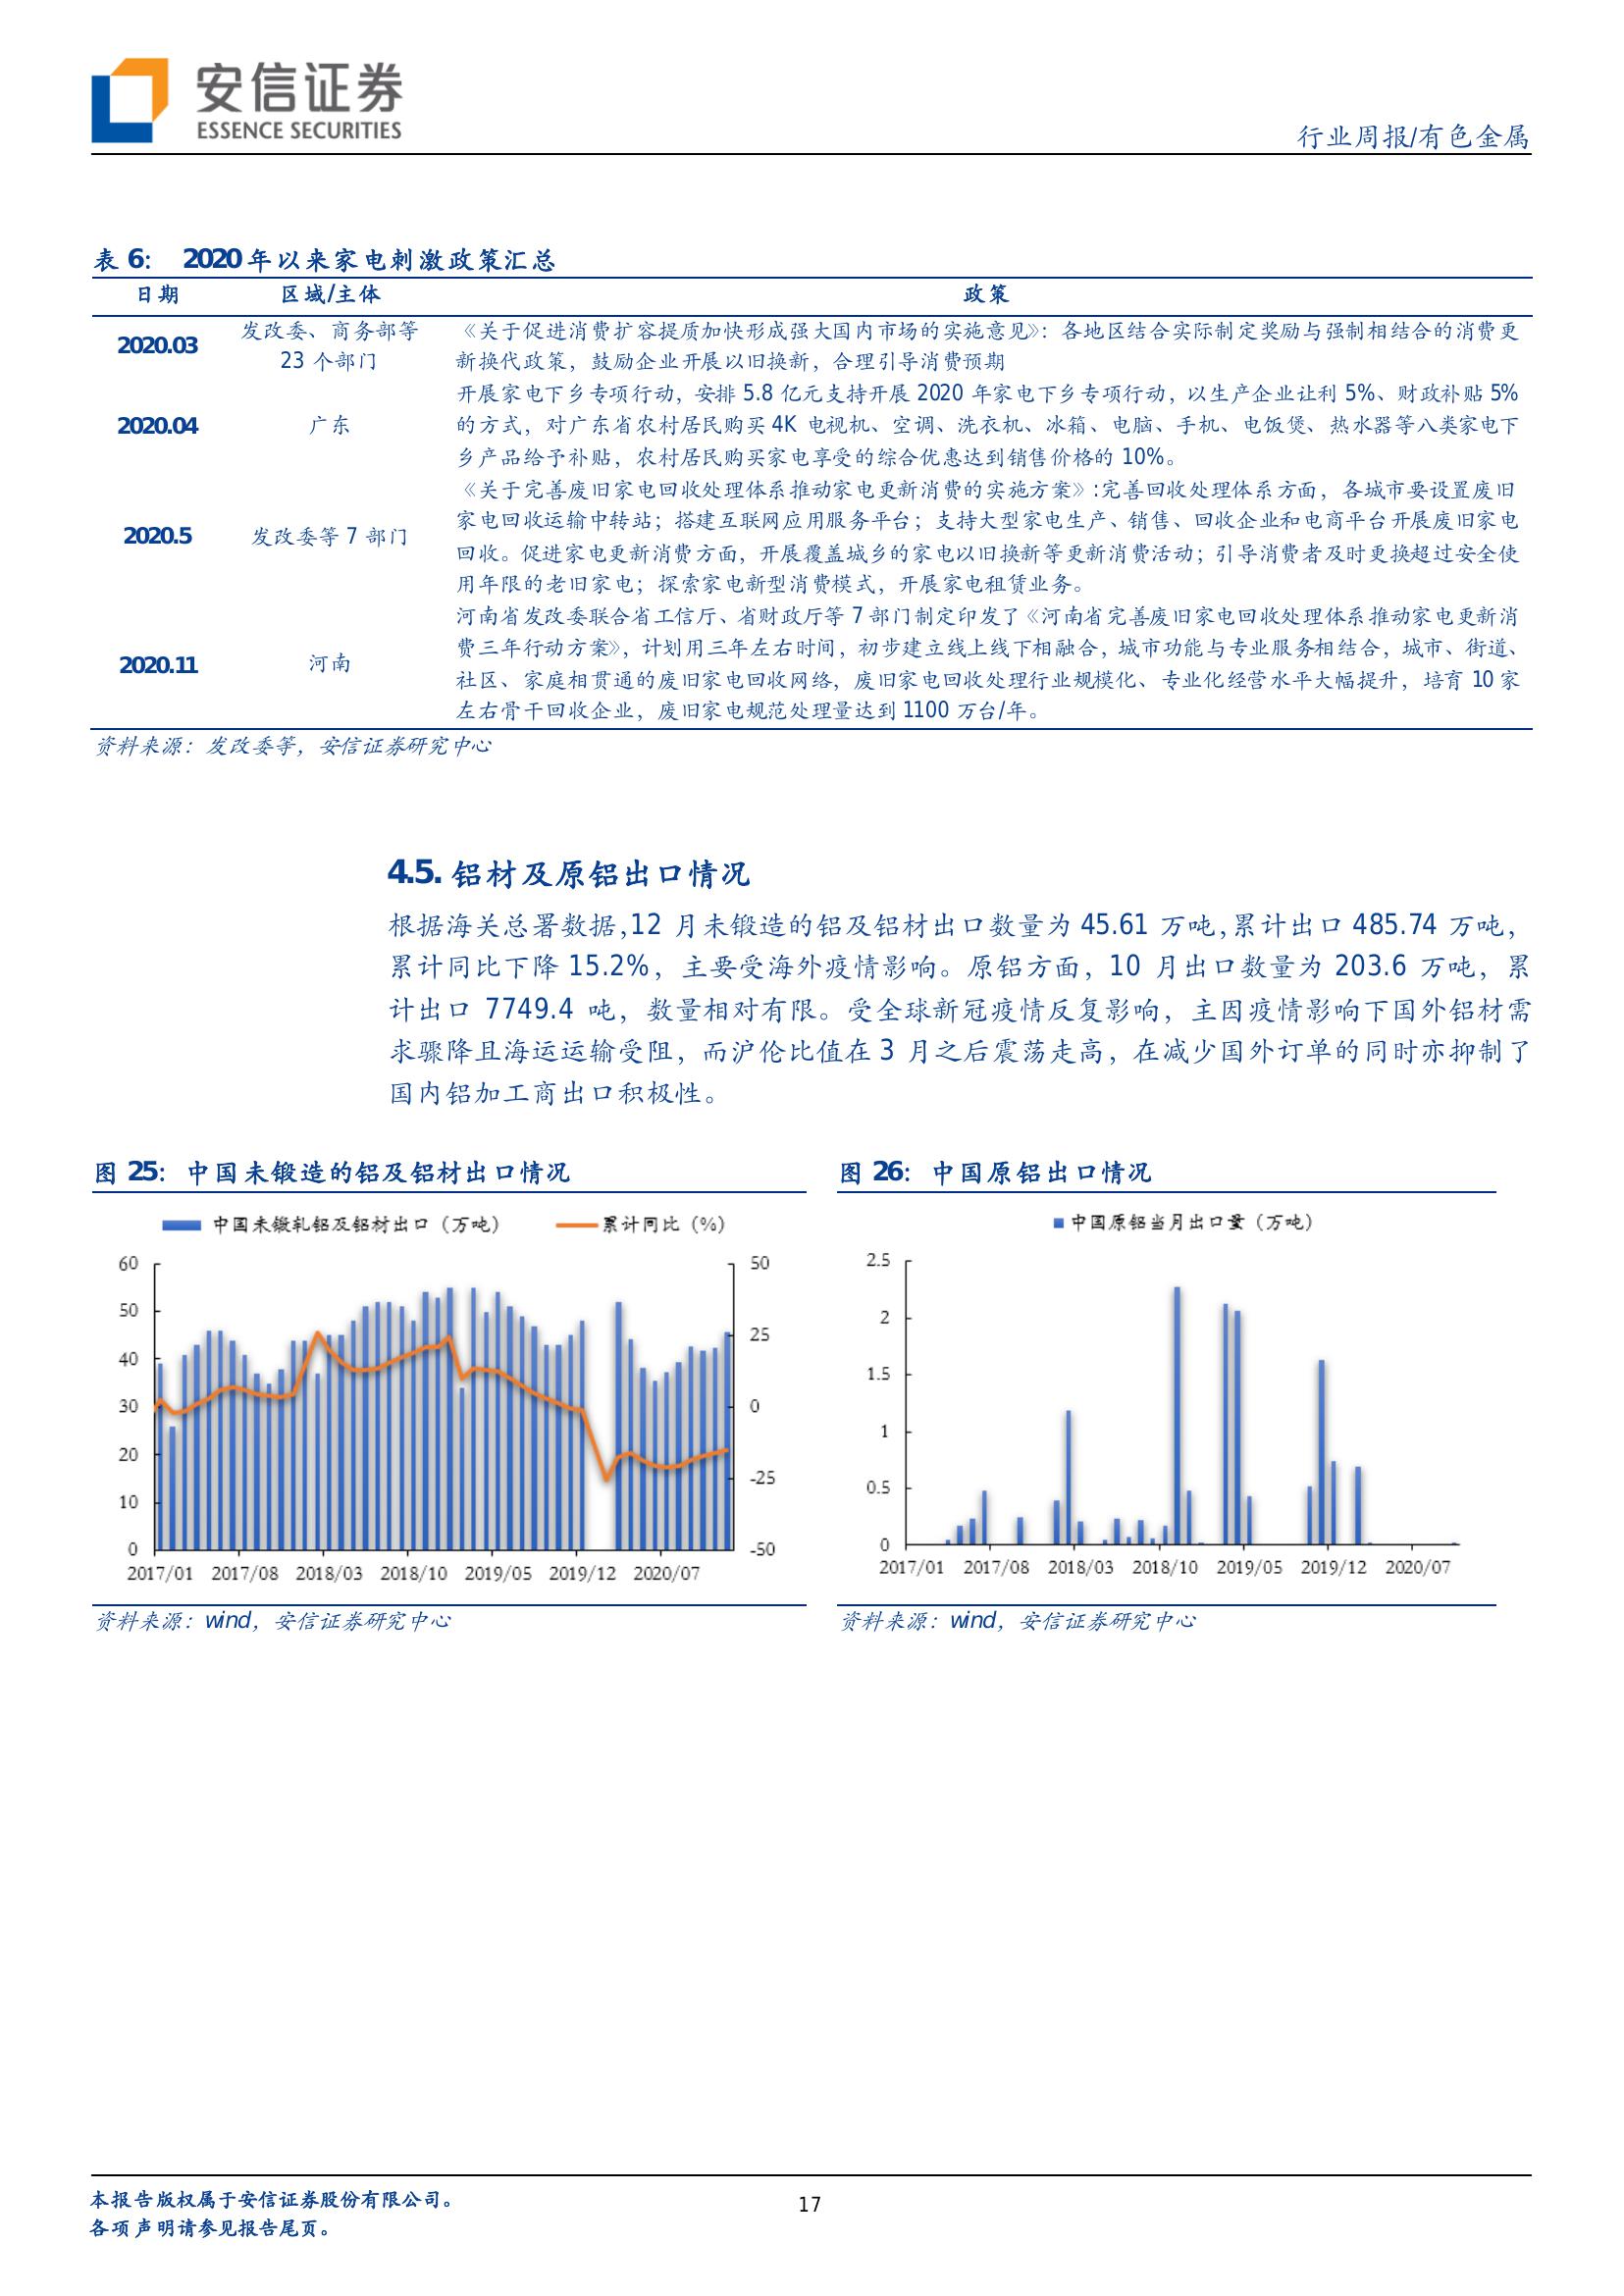 安信证券
ESSENCE SECURITIES
行业周报/有色金属
表 6： 2020 年以来家电刺激政策汇总
日期 区域/主体 政策
2020.03 发改委、商务部等 23 个部门
《关于促进消费扩容提质加快形成强大国内市场的实施意见》：各地区结合实际制定奖励与强制相结合的消费更
新换代政策，鼓励企业开展以旧换新，合理引导消费预期
2020.04 广东
开展家电下乡专项行动，安排 5.8 亿元支持开展 2020 年家电下乡专项行动，以生产企业让利 5%、财政补贴 5%
的方式，对广东省农村居民购买 4K 电视机、空调、洗衣机、冰箱、电脑、手机、电饭煲、热水器等八类家电下
乡产品给予补贴，农村居民购买家电享受的综合优惠达到销售价格的 10%。
2020.5 发改委等 7 部门
《关于完善废旧家电回收处理体系推动家电更新消费的实施方案》:完善回收处理体系方面，各城市要设置废旧
家电回收运输中转站；搭建互联网应用服务平台；支持大型家电生产、销售、回收企业和电商平台开展废旧家电
回收。促进家电更新消费方面，开展覆盖城乡的家电以旧换新等更新消费活动；引导消费者及时更换超过安全使
用年限的老旧家电；探索家电新型消费模式，开展家电租赁业务。
2020.11 河南
河南省发改委联合省工信厅、省财政厅等 7 部门制定印发了《河南省完善废旧家电回收处理体系推动家电更新消
费三年行动方案》，计划用三年左右时间，初步建立线上线下相融合，城市功能与专业服务相结合，城市、街道、
社区、家庭相贯通的废旧家电回收网络，废旧家电回收处理行业规模化、专业化经营水平大幅提升，培育 10 家
左右骨干回收企业，废旧家电规范处理量达到 1100 万台/年。
资料来源：发改委等，安信证券研究中心
4.5. 铝材及原铝出口情况
根据海关总署数据,12 月未锻造的铝及铝材出口数量为 45.61 万吨,累计出口 485.74 万吨，
累计同比下降 15.2%，主要受海外疫情影响。原铝方面，10 月出口数量为 203.6 万吨，累
计出口 7749.4 吨，数量相对有限。受全球新冠疫情反复影响，主因疫情影响下国外铝材需
求骤降且海运运输受阻，而沪伦比值在 3 月之后震荡走高，在减少国外订单的同时亦抑制了
国内铝加工商出口积极性。
图 25：中国未锻造的铝及铝材出口情况
中国未锻轧铝及铝材出口（万吨） 累计同比（%）
60
50
40
30
20
10
0
50
25
0
-25
-50
2017/01 2017/08 2018/03 2018/10 2019/05 2019/12 2020/07
资料来源：wind，安信证券研究中心
图 26：中国原铝出口情况
中国原铝当月出口量（万吨）
2.5
2
1.5
1
0.5
0
2017/01 2017/08 2018/03 2018/10 2019/05 2019/12 2020/07
资料来源：wind，安信证券研究中心
本报告版权属于安信证券股份有限公司。
各项声明请参见报告尾页。
17